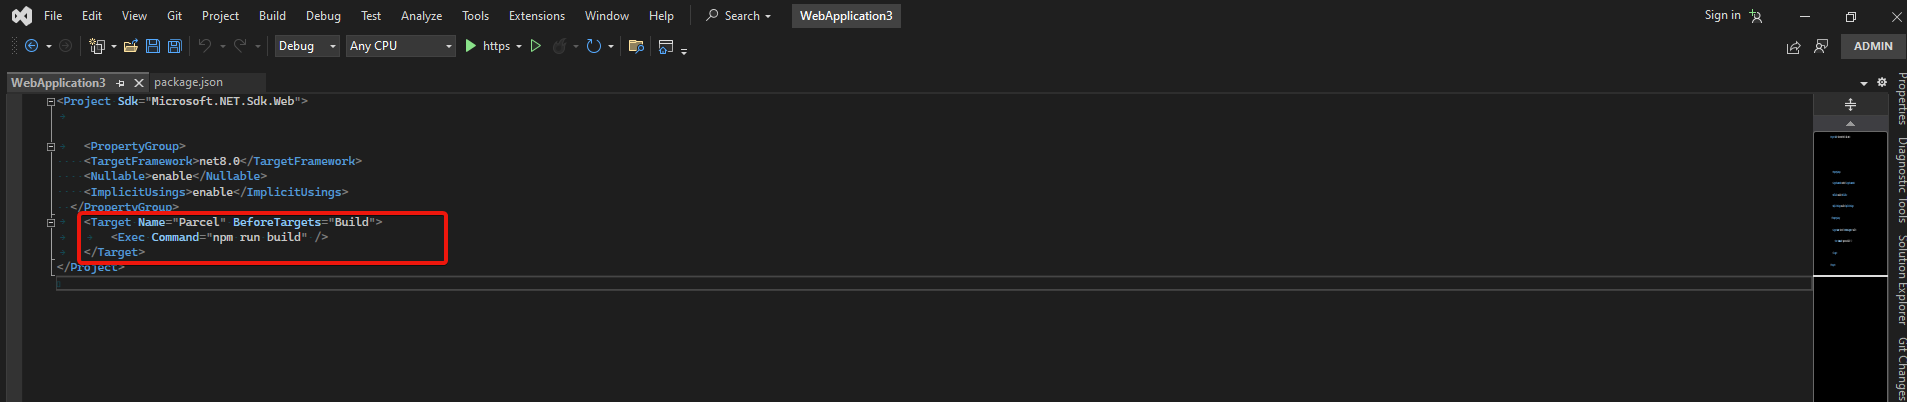 File Edit View Git Project Build Debug Test Analyze Tools Extensions Window Help Search WebApplication3 Sign in
Debug Any CPU https ADMIN
WebApplication3 package.json
<Project Sdk="Microsoft.NET.Sdk.Web">
<PropertyGroup>
<TargetFramework>net8.0</TargetFramework>
<Nullable>enable</Nullable>
<ImplicitUsings>enable</ImplicitUsings>
</PropertyGroup>
<Target Name="Parcel" BeforeTargets="Build">
<Exec Command="npm run build" />
</Target>
</Project>
Properties
Diagnostic Tools
Solution Explorer
Git Changes